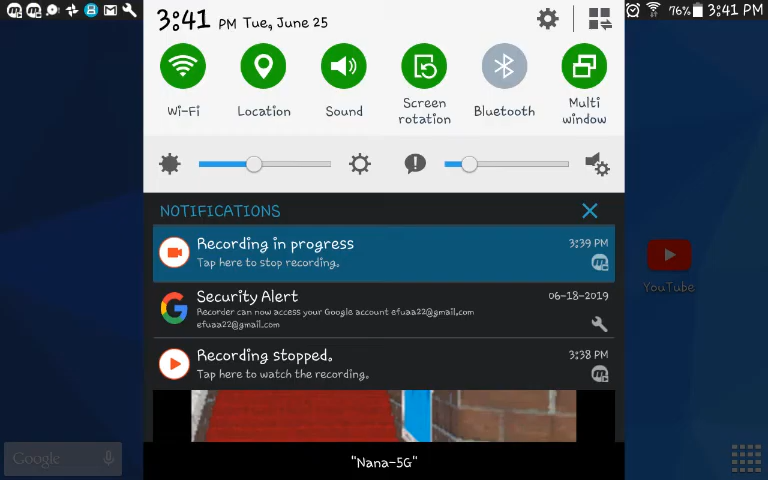 3:41 PM Tue, June 25
76% 3:41 PM
Wi-Fi
Location
Sound
Screen rotation
Bluetooth
Multi window
NOTIFICATIONS
Recording in progress
3:39 PM
Tap here to stop recording.
Security Alert
06-18-2019
Recorder can now access your Google account efuaa22@gmail.com
efuaa22@gmail.com
Recording stopped.
3:38 PM
Tap here to watch the recording.
YouTube
Google
"Nana-5G"